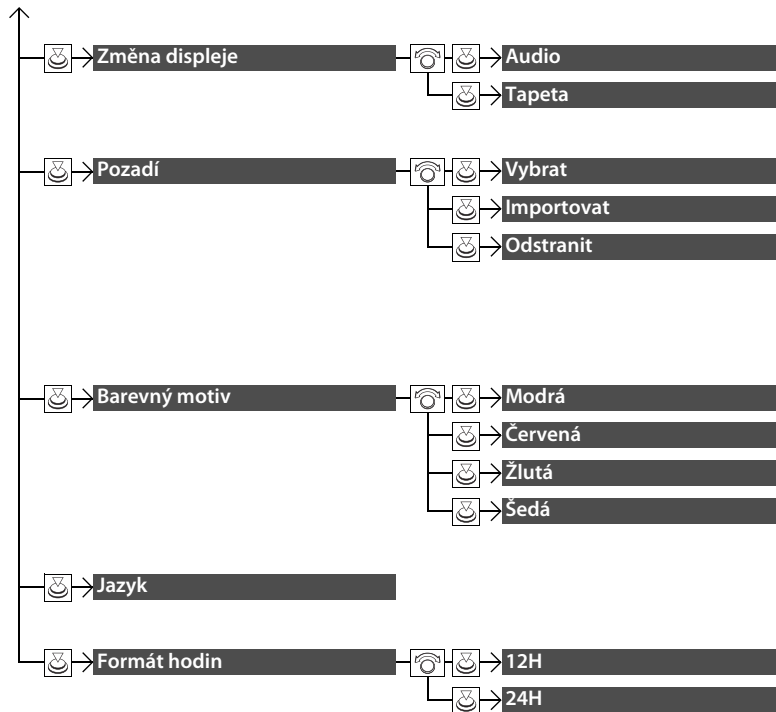 Změna displeje
Audio
Tapeta
Pozadí
Vybrat
Importovat
Odstranit
Barevný motiv
Modrá
Červená
Žlutá
Šedá
Jazyk
Formát hodin
12H
24H